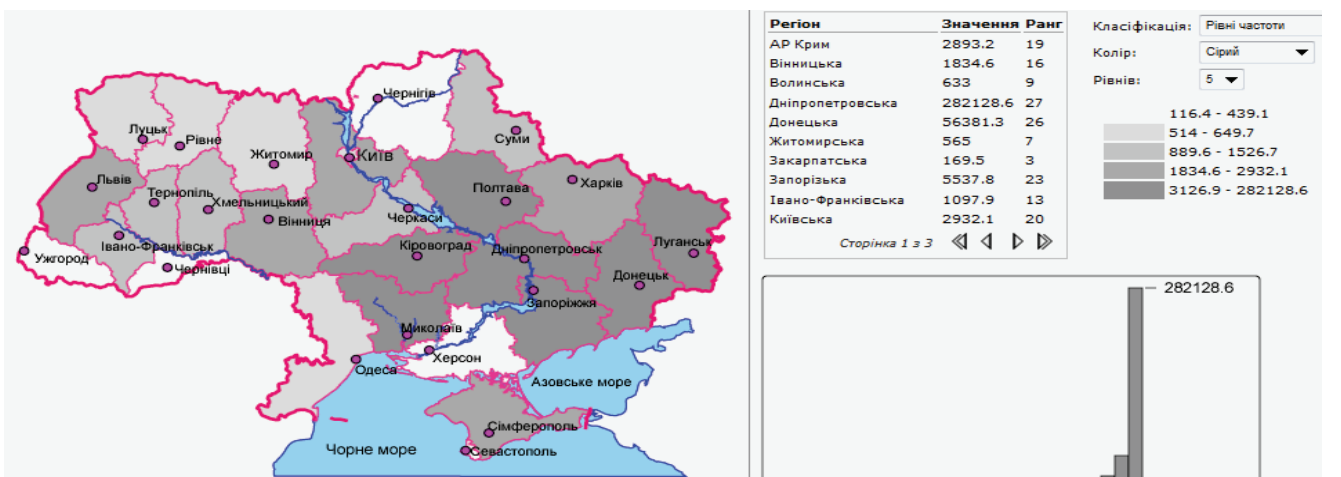 Чернігів
Луцьк
Рівне
Суми
Житомир
Київ
Львів
Тернопіль
Хмельницький
Полтава
Харків
Вінниця
Черкаси
Івано-Франківськ
Кіровоград
Дніпропетровськ
Луганськ
Ужгород
Чернівці
Донецьк
Запоріжжя
Миколаїв
Херсон
Одеса
Азовське море
Сімферополь
Чорне море
Севастополь
Регіон Значення Ранг
АР Крим 2893.2 19
Вінницька 1834.6 16
Волинська 633 9
Дніпропетровська 282128.6 27
Донецька 56381.3 26
Житомирська 565 7
Закарпатська 169.5 3
Запорізька 5537.8 23
Івано-Франківська 1097.9 13
Київська 2932.1 20
Сторінка 1 з 3
Класіфікація: Рівні частоти
Колір: Сірий
Рівнів: 5
116.4 - 439.1
514 - 649.7
889.6 - 1526.7
1834.6 - 2932.1
3126.9 - 282128.6
282128.6